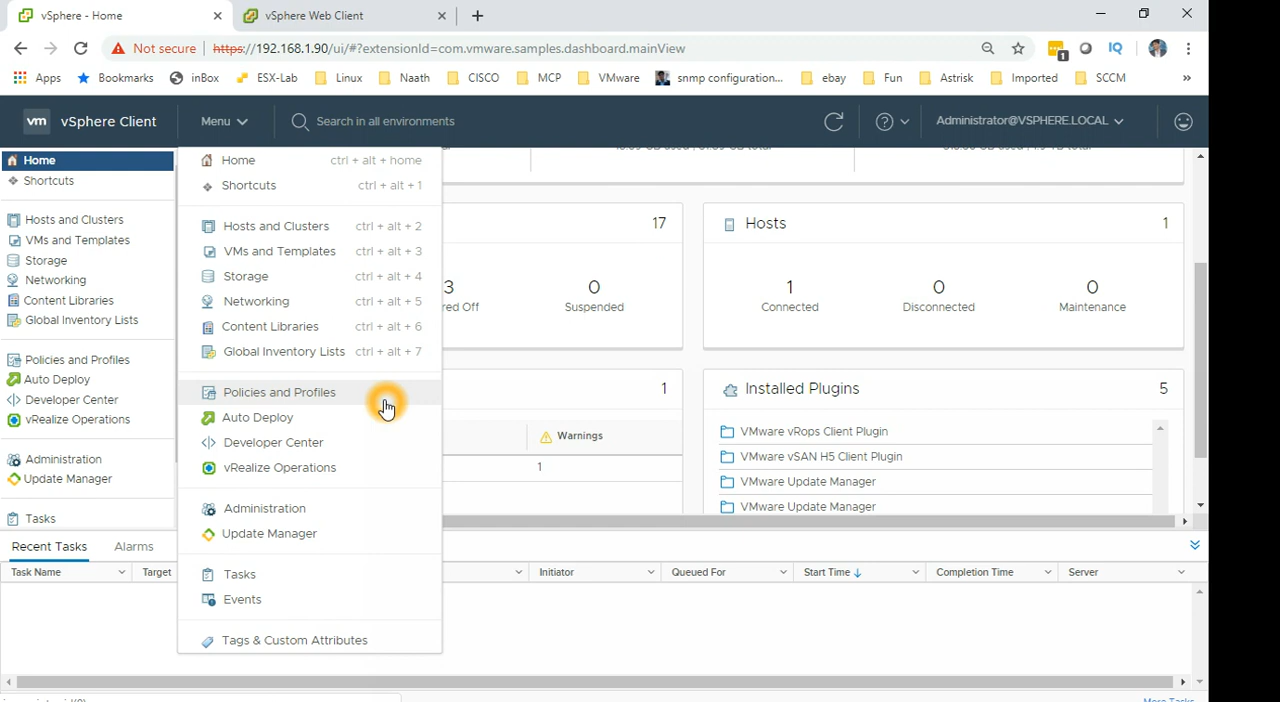 vSphere - Home
vSphere Web Client
Not secure
https://192.168.1.90/ui/#?extensionId=com.vmware.samples.dashboard.mainView
1
IQ
Apps
Bookmarks
inBox
ESX-Lab
Linux
Naath
CISCO
MCP
VMware
snmp configuration...
ebay
Fun
Astrisk
Imported
SCCM
»
vm
vSphere Client
Menu
Search in all environments
Administrator@VSPHERE.LOCAL
Home
Shortcuts
Hosts and Clusters
VMs and Templates
Storage
Networking
Content Libraries
Global Inventory Lists
Policies and Profiles
Auto Deploy
Developer Center
vRealize Operations
Administration
Update Manager
Tasks
Home ctrl + alt + home
Shortcuts ctrl + alt + 1
Hosts and Clusters ctrl + alt + 2
VMs and Templates ctrl + alt + 3
Storage ctrl + alt + 4
Networking ctrl + alt + 5
Content Libraries ctrl + alt + 6
Global Inventory Lists ctrl + alt + 7
Policies and Profiles
Auto Deploy
Developer Center
vRealize Operations
Administration
Update Manager
Tasks
Events
Tags & Custom Attributes
17
3
0
red Off
Suspended
Hosts 1
1
0
0
Connected
Disconnected
Maintenance
1
Warnings
1
Installed Plugins 5
VMware vRops Client Plugin
VMware vSAN H5 Client Plugin
VMware Update Manager
VMware Update Manager
Recent Tasks
Alarms
Task Name
Target
Initiator
Queued For
Start Time
Completion Time
Server